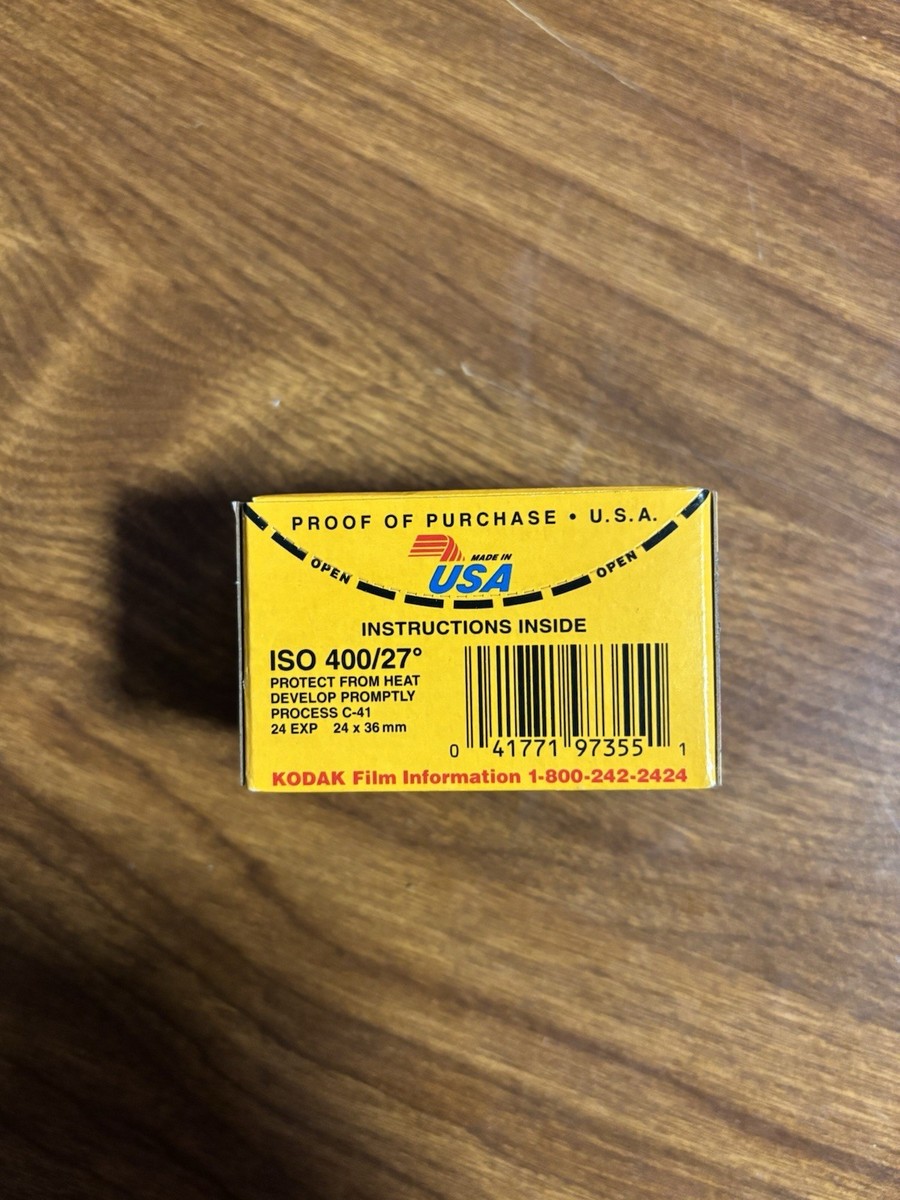 PROOF OF PURCHASE • U.S.A.
MADE IN
USA
OPEN
OPEN
INSTRUCTIONS INSIDE
ISO 400/27°
PROTECT FROM HEAT
DEVELOP PROMPTLY
PROCESS C-41
24 EXP 24 x 36 mm
0 41771 97355 1
KODAK Film Information 1-800-242-2424